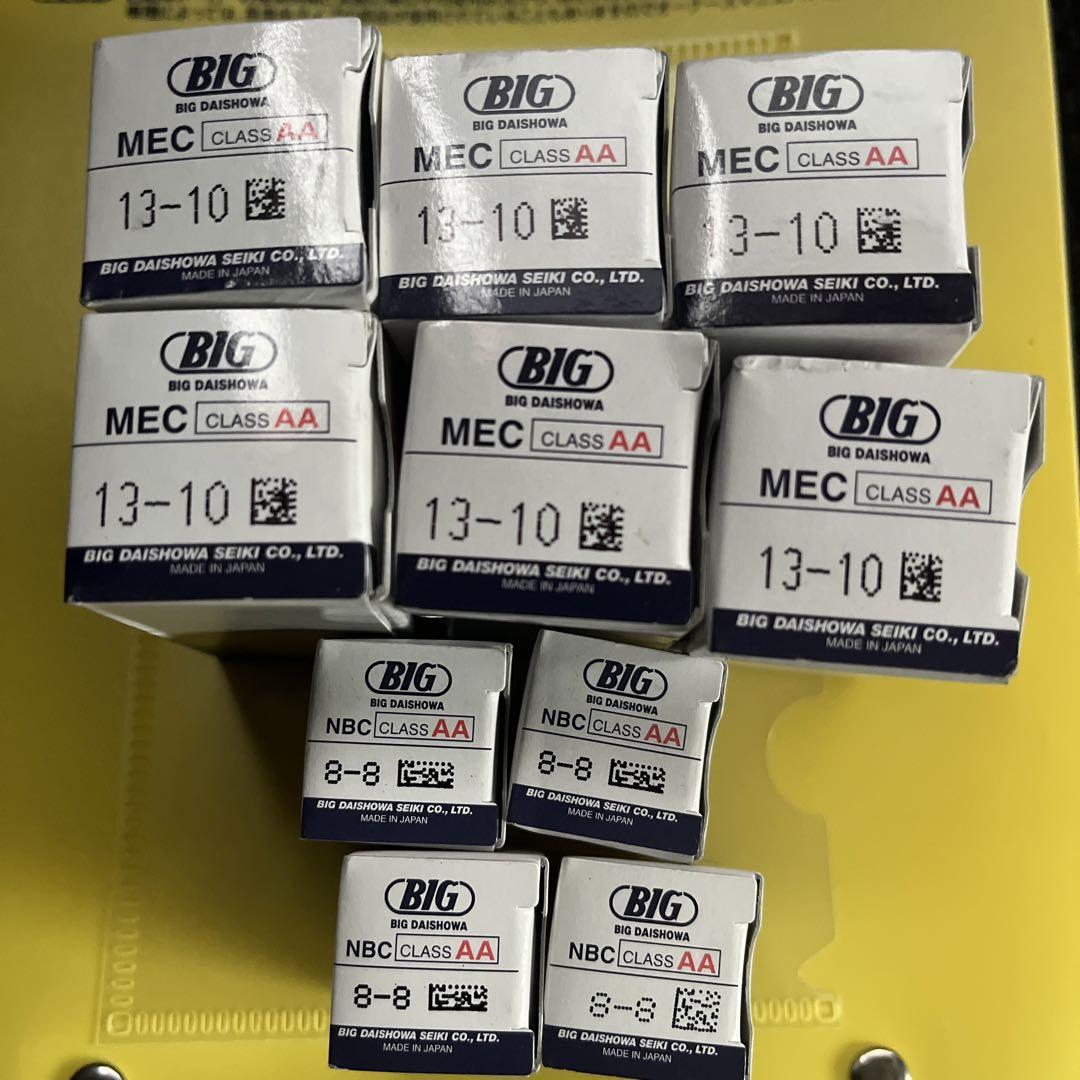 BIG
BIG DAISHOWA
MEC CLASS AA
13-10
BIG DAISHOWA SEIKI CO., LTD.
MADE IN JAPAN
BIG
BIG DAISHOWA
MEC CLASS AA
13-10
BIG DAISHOWA SEIKI CO., LTD.
MADE IN JAPAN
BIG
BIG DAISHOWA
MEC CLASS AA
13-10
BIG DAISHOWA SEIKI CO., LTD.
MADE IN JAPAN
BIG
BIG DAISHOWA
MEC CLASS AA
13-10
BIG DAISHOWA SEIKI CO., LTD.
MADE IN JAPAN
BIG
BIG DAISHOWA
MEC CLASS AA
13-10
BIG DAISHOWA SEIKI CO., LTD.
MADE IN JAPAN
BIG
BIG DAISHOWA
MEC CLASS AA
13-10
BIG DAISHOWA SEIKI CO., LTD.
MADE IN JAPAN
BIG
BIG DAISHOWA
NBC CLASS AA
8-8
BIG DAISHOWA SEIKI CO., LTD.
MADE IN JAPAN
BIG
BIG DAISHOWA
NBC CLASS AA
8-8
BIG DAISHOWA SEIKI CO., LTD.
MADE IN JAPAN
BIG
BIG DAISHOWA
NBC CLASS AA
8-8
BIG DAISHOWA SEIKI CO., LTD.
MADE IN JAPAN
BIG
BIG DAISHOWA
NBC CLASS AA
8-8
BIG DAISHOWA SEIKI CO., LTD.
MADE IN JAPAN